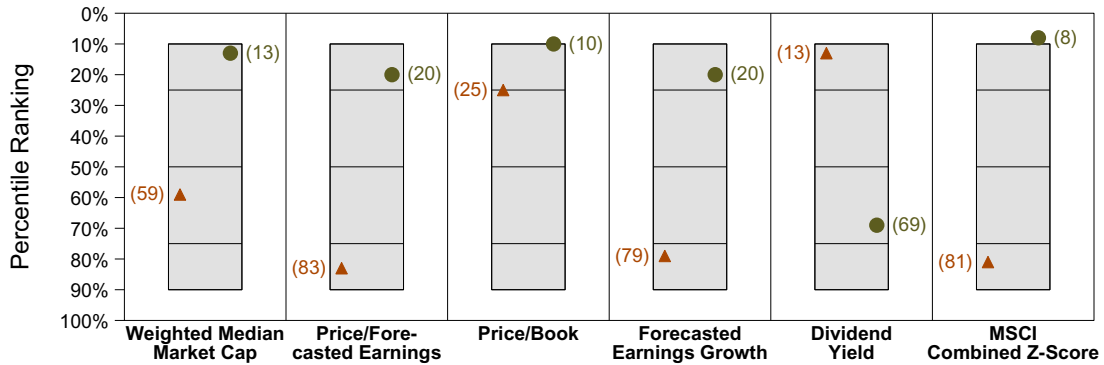 Percentile Ranking
0%
10%
20%
30%
40%
50%
60%
70%
80%
90%
100%
(13)
(59)
(20)
(83)
(10)
(25)
(20)
(79)
(13)
(69)
(8)
(81)
Weighted Median
Market Cap
Price/Fore-
casted Earnings
Price/Book
Forecasted
Earnings Growth
Dividend
Yield
MSCI
Combined Z-Score